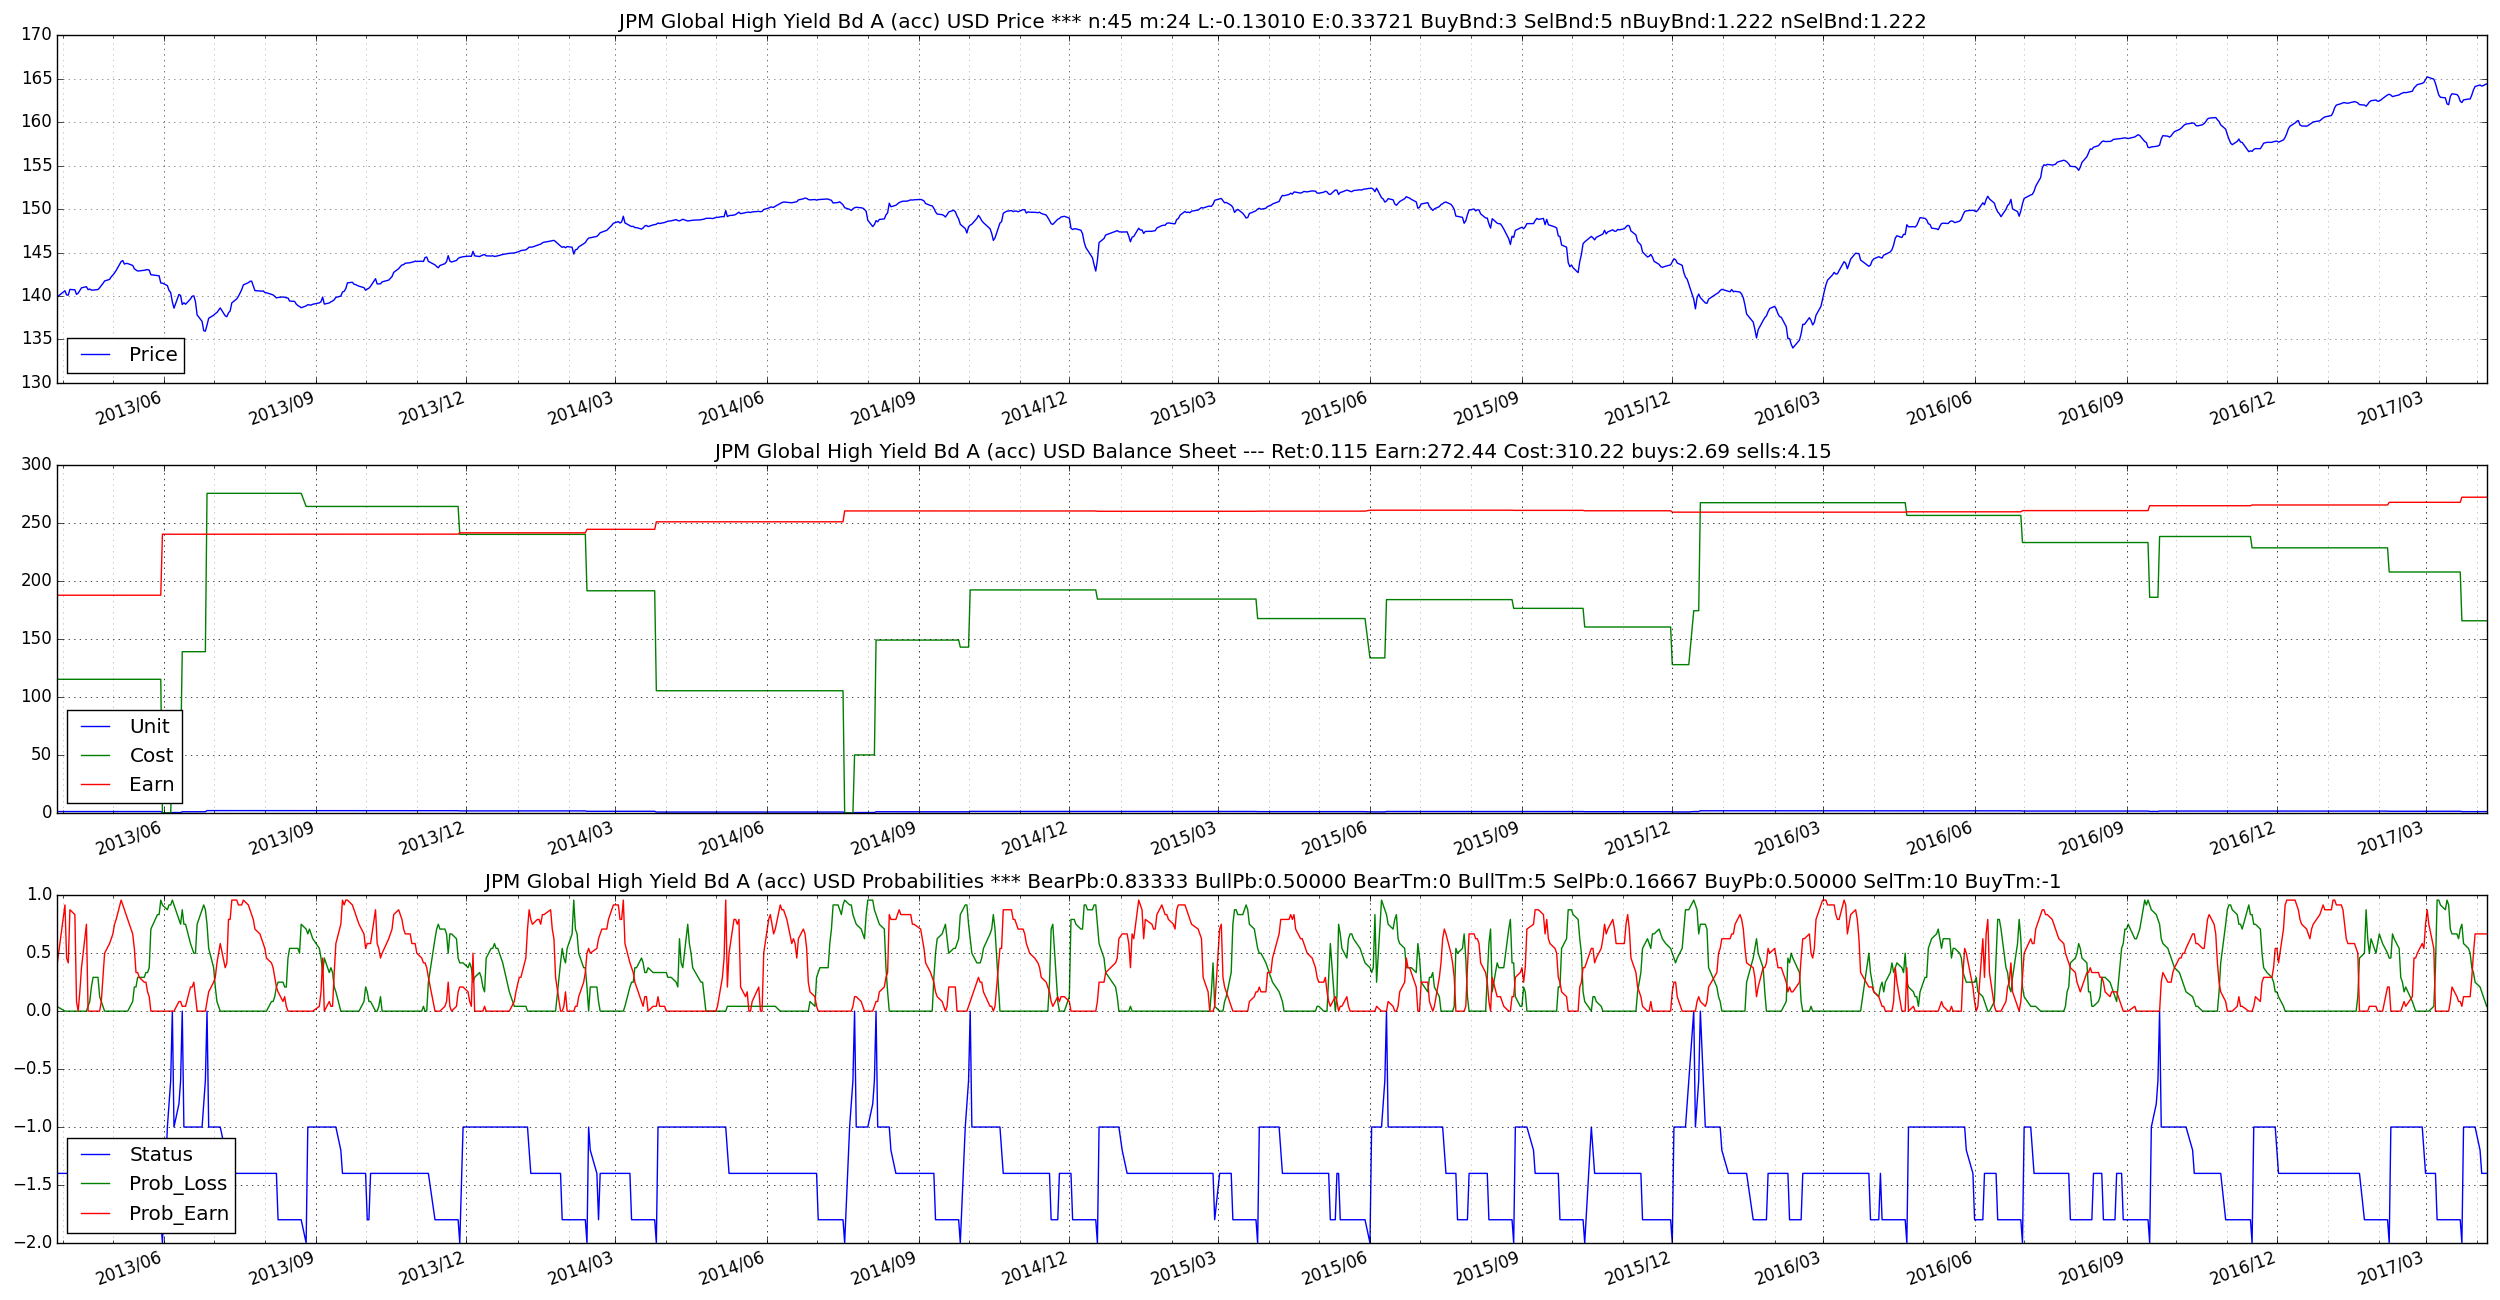 JPM Global High Yield Bd A (acc) USD Price *** n:45 m:24 L:-0.13010 E:0.33721 BuyBnd:3 SelBnd:5 nBuyBnd:1.222 nSelBnd:1.222
170
165
160
155
150
145
140
135
130
Price
2013/06 2013/09 2013/12 2014/03 2014/06 2014/09 2014/12 2015/03 2015/06 2015/09 2015/12 2016/03 2016/06 2016/09 2016/12 2017/03
JPM Global High Yield Bd A (acc) USD Balance Sheet --- Ret:0.115 Earn:272.44 Cost:310.22 buys:2.69 sells:4.15
300
250
200
150
100
50
0
Unit
Cost
Earn
2013/06 2013/09 2013/12 2014/03 2014/06 2014/09 2014/12 2015/03 2015/06 2015/09 2015/12 2016/03 2016/06 2016/09 2016/12 2017/03
JPM Global High Yield Bd A (acc) USD Probabilities *** BearPb:0.83333 BullPb:0.50000 BearTm:0 BullTm:5 SelPb:0.16667 BuyPb:0.50000 SelTm:10 BuyTm:-1
1.0
0.5
0.0
−0.5
−1.0
−1.5
−2.0
Status
Prob_Loss
Prob_Earn
2013/06 2013/09 2013/12 2014/03 2014/06 2014/09 2014/12 2015/03 2015/06 2015/09 2015/12 2016/03 2016/06 2016/09 2016/12 2017/03